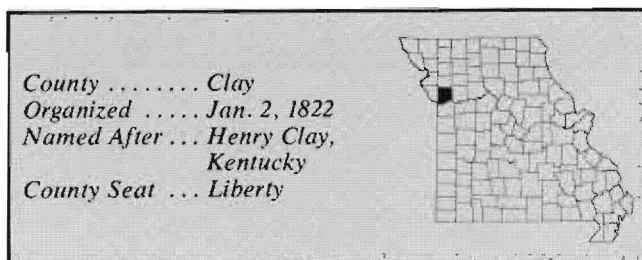 County ........ Clay
Organized ..... Jan. 2, 1822
Named After ... Henry Clay,
Kentucky
County Seat ... Liberty